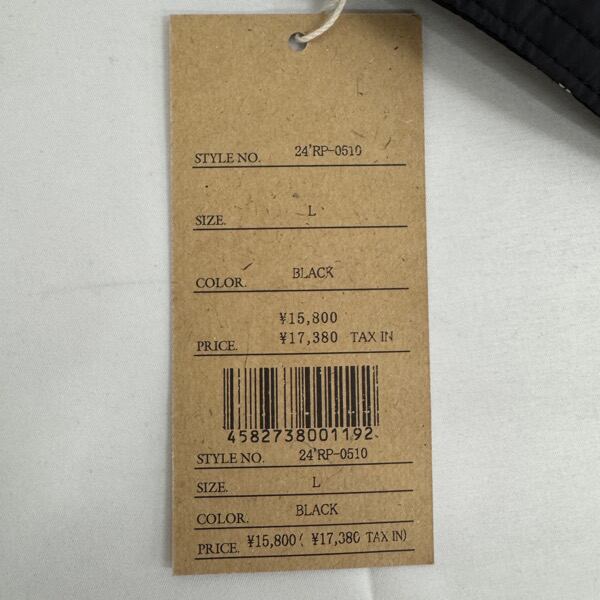 STYLE NO. 24'RP-0510
SIZE. L
COLOR. BLACK
¥15,800
PRICE. ¥17,380 TAX IN
4582738001192
STYLE NO. 24'RP-0510
SIZE. L
COLOR. BLACK
PRICE. ¥15,800( ¥17,380 TAX IN)